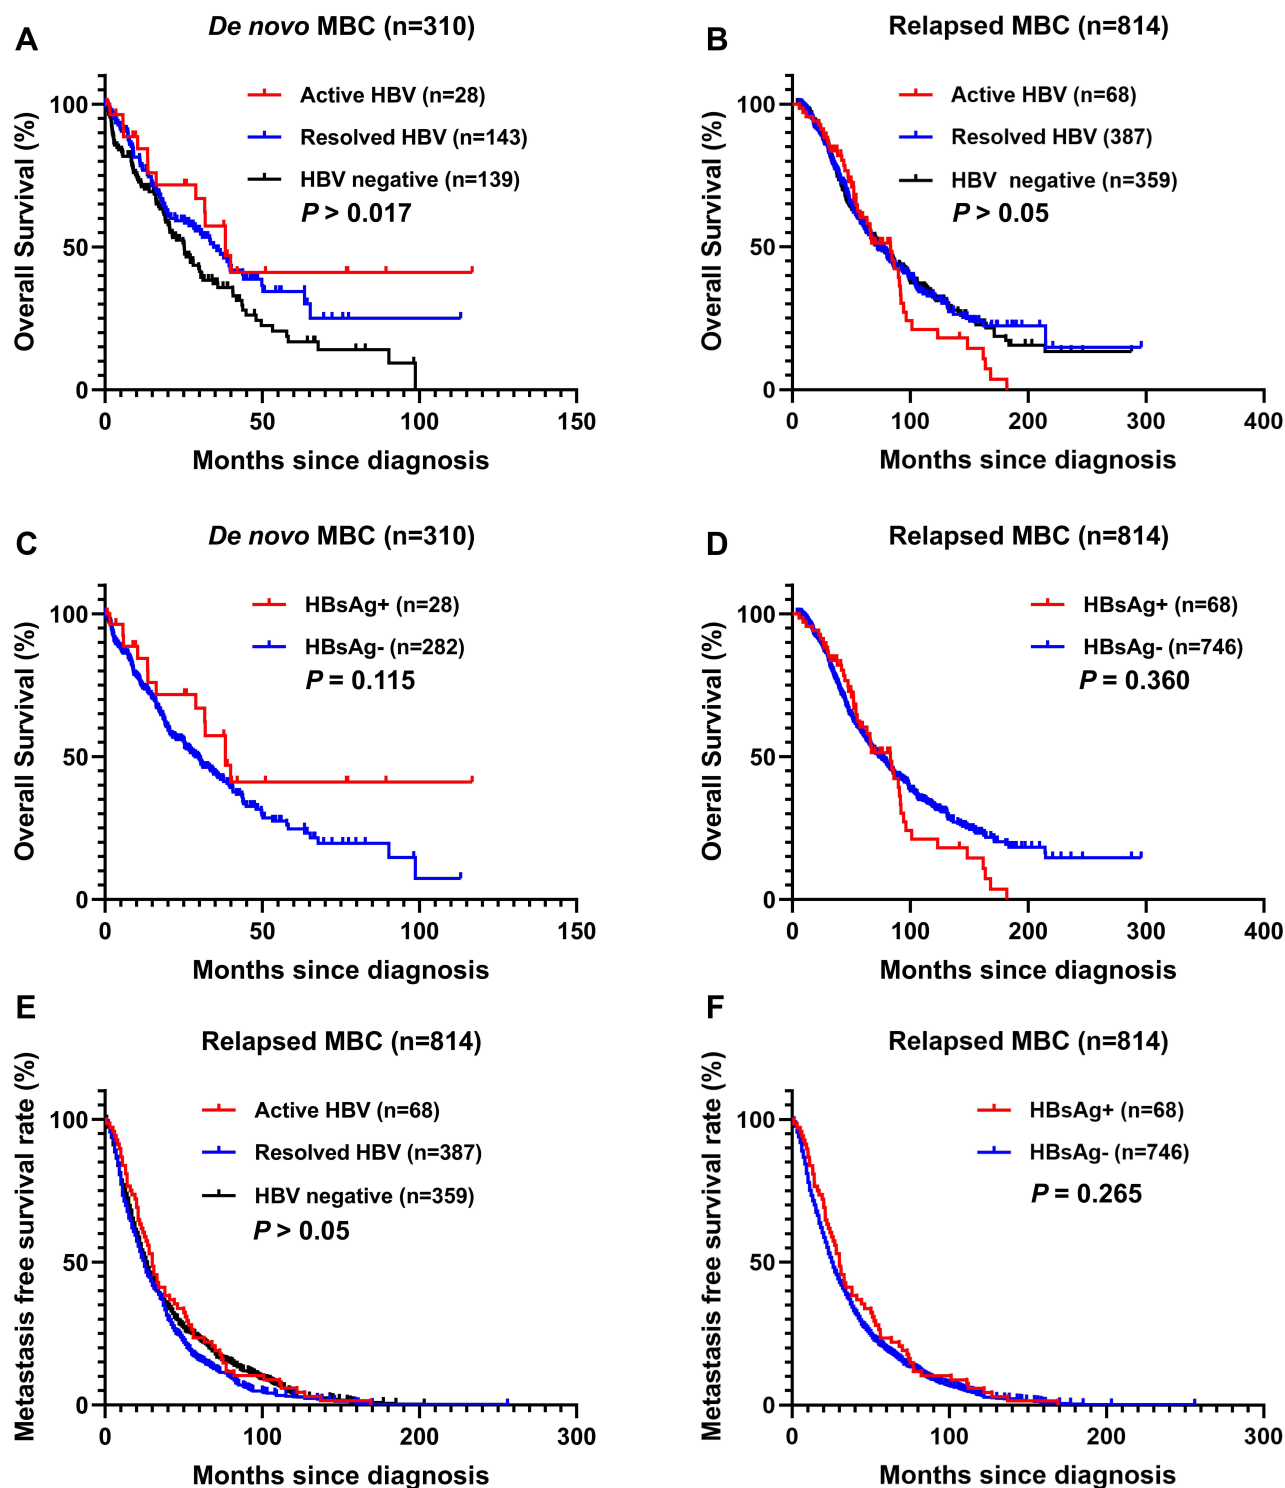 A
De novo MBC (n=310)
Overall Survival (%)
100
50
0
Active HBV (n=28)
Resolved HBV (n=143)
HBV negative (n=139)
P > 0.017
0 50 100 150
Months since diagnosis
B
Relapsed MBC (n=814)
Overall Survival (%)
100
50
0
Active HBV (n=68)
Resolved HBV (387)
HBV negative (n=359)
P > 0.05
0 100 200 300 400
Months since diagnosis
C
De novo MBC (n=310)
Overall Survival (%)
100
50
0
HBsAg+ (n=28)
HBsAg- (n=282)
P = 0.115
0 50 100 150
Months since diagnosis
D
Relapsed MBC (n=814)
Overall Survival (%)
100
50
0
HBsAg+ (n=68)
HBsAg- (n=746)
P = 0.360
0 100 200 300 400
Months since diagnosis
E
Relapsed MBC (n=814)
Metastasis free survival rate (%)
100
50
0
Active HBV (n=68)
Resolved HBV (n=387)
HBV negative (n=359)
P > 0.05
0 100 200 300
Months since diagnosis
F
Relapsed MBC (n=814)
Metastasis free survival rate (%)
100
50
0
HBsAg+ (n=68)
HBsAg- (n=746)
P = 0.265
0 100 200 300
Months since diagnosis